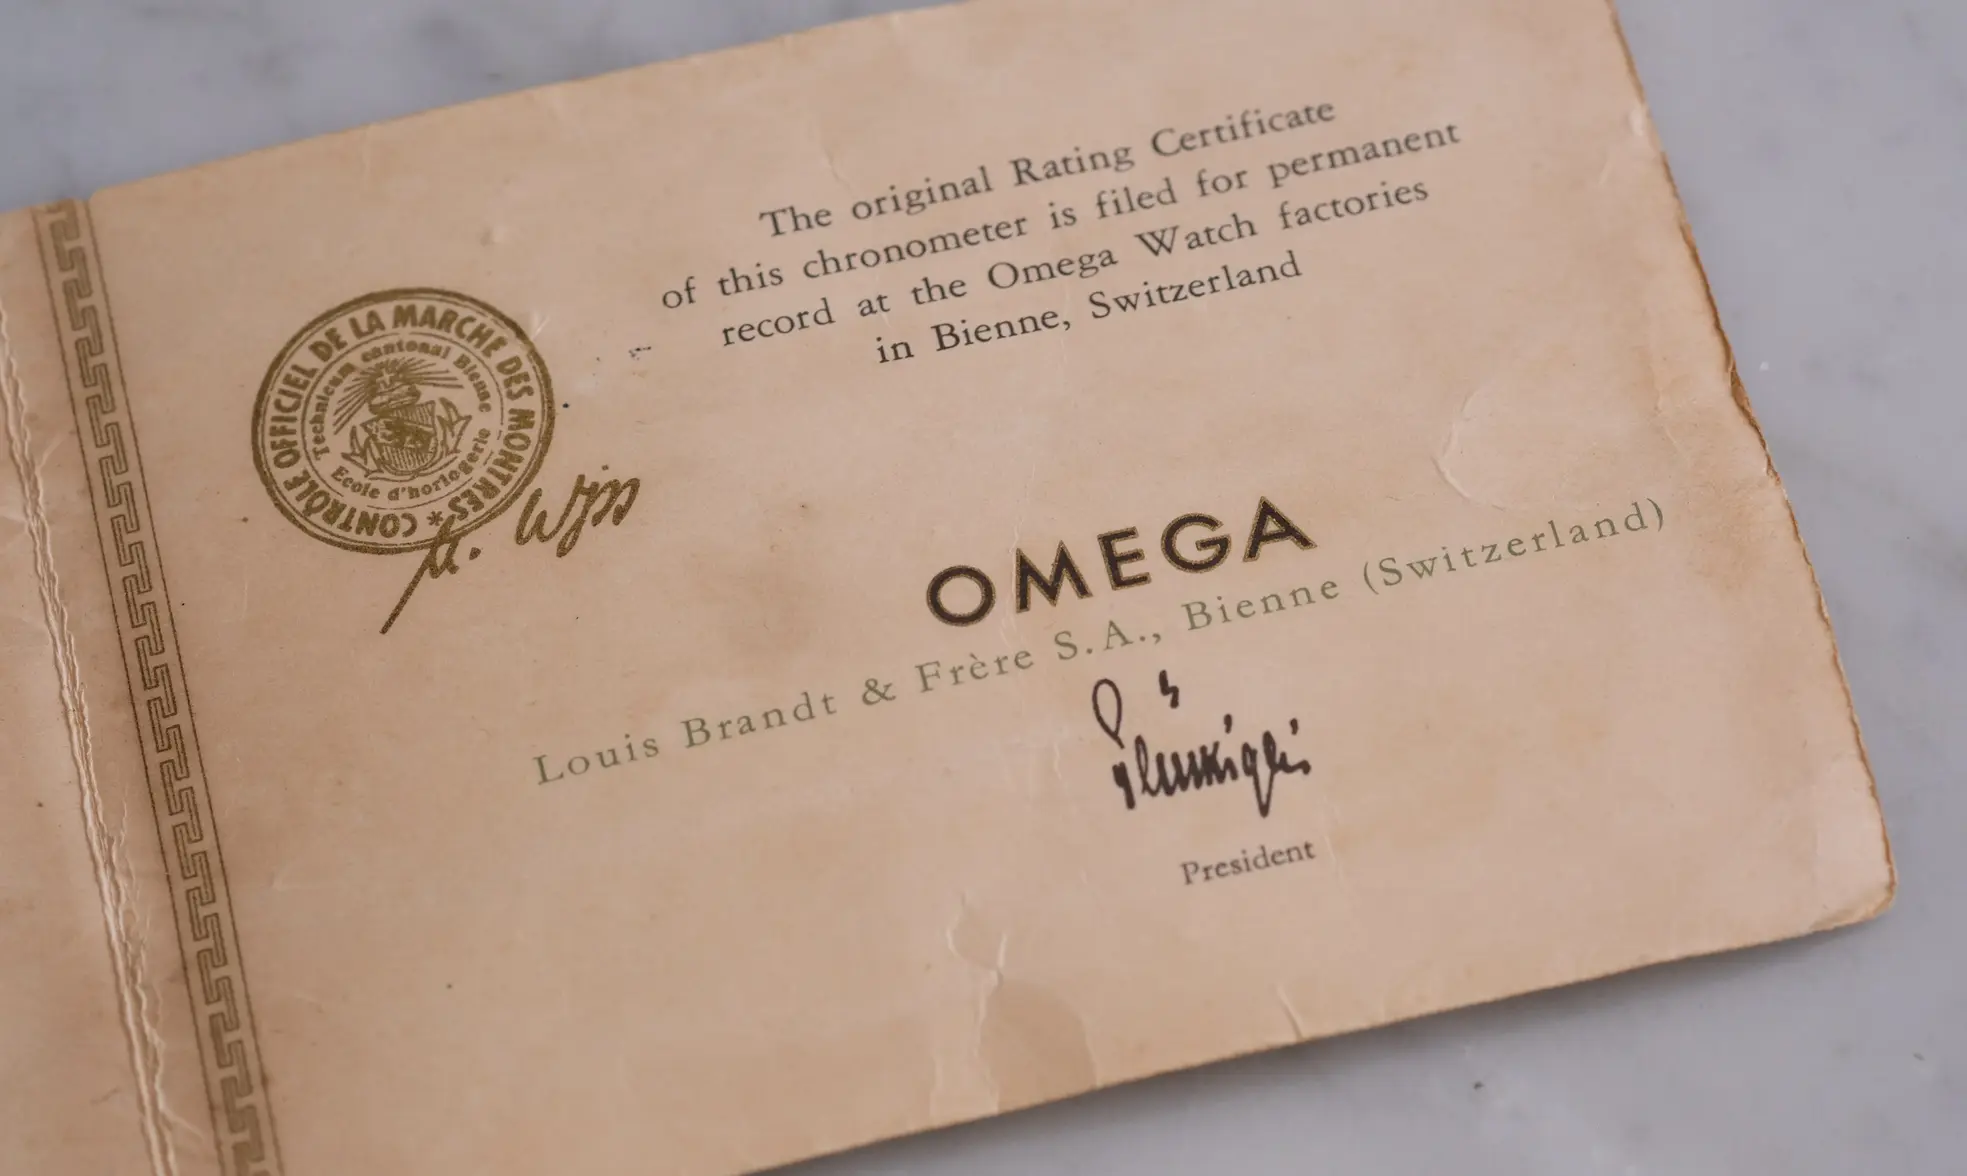 The original Rating Certificate
of this chronometer is filed for permanent
record at the Omega Watch factories
in Bienne, Switzerland
CONTRÔLE OFFICIEL DE LA MARCHE DES MONTRES *
Technicum cantonal Bienne
Ecole d'horlogerie
OMEGA
Louis Brandt & Frère S.A., Bienne (Switzerland)
President